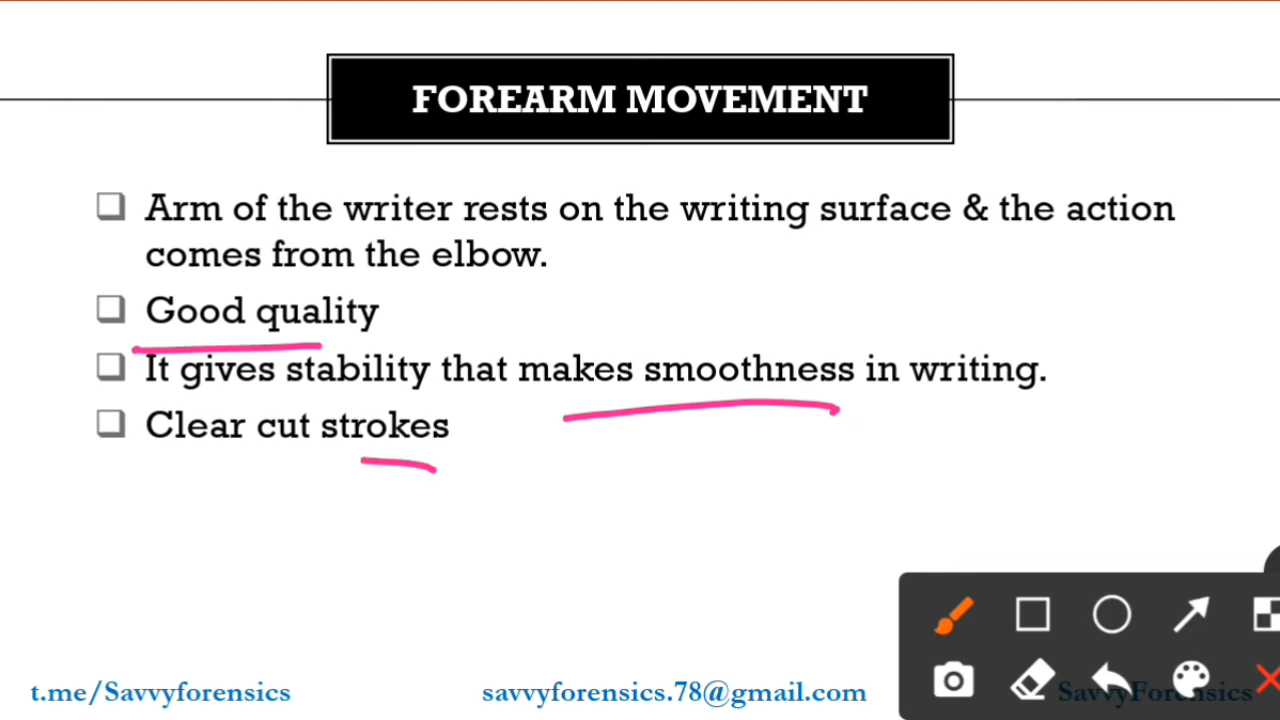 FOREARM MOVEMENT
Arm of the writer rests on the writing surface & the action
comes from the elbow.
Good quality
It gives stability that makes smoothness in writing.
Clear cut strokes
t.me/Savvyforensics
savvyforensics.78@gmail.com
SavvyForensics